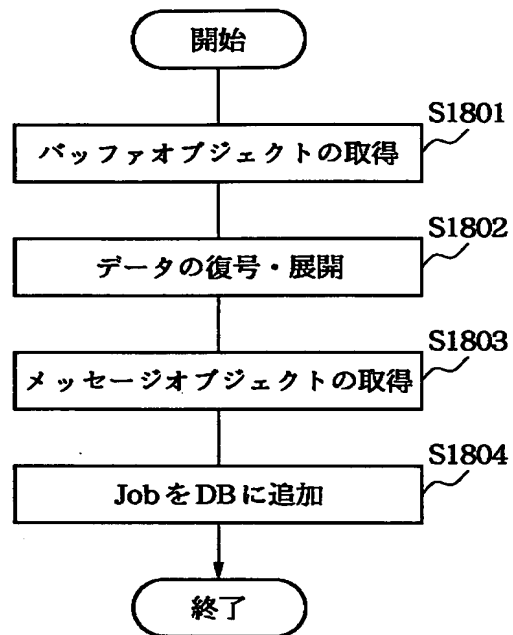 開始
S1801
バッファオブジェクトの取得
S1802
データの復号・展開
S1803
メッセージオブジェクトの取得
S1804
JobをDBに追加
終了